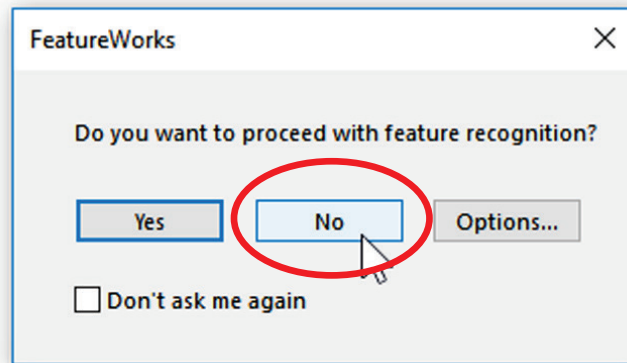 FeatureWorks
Do you want to proceed with feature recognition?
Yes No Options...
Don't ask me again